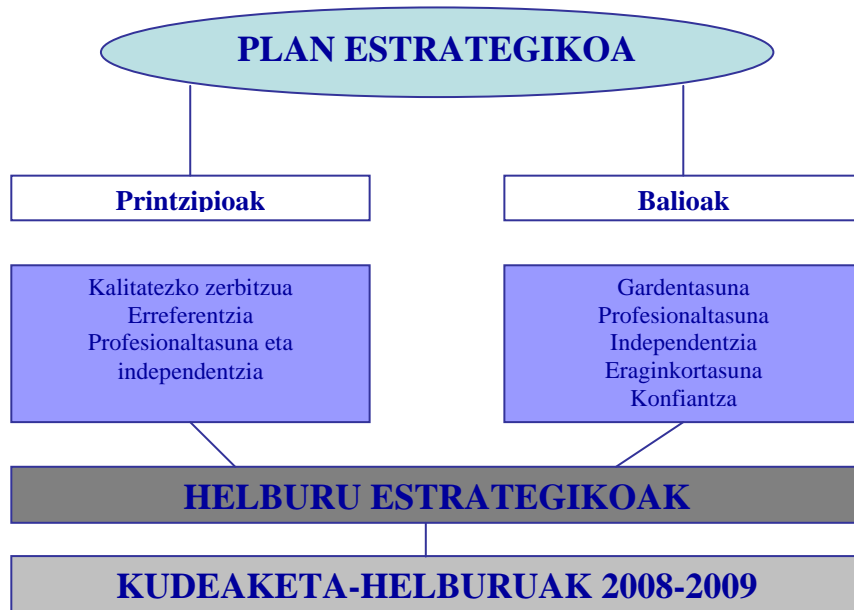 PLAN ESTRATEGIKOA
Printzipioak
Balioak
Kalitatezko zerbitzua
Erreferentzia
Profesionaltasuna eta
independentzia
Gardentasuna
Profesionaltasuna
Independentzia
Eraginkortasuna
Konfiantza
HELBURU ESTRATEGIKOAK
KUDEAKETA-HELBURUAK 2008-2009